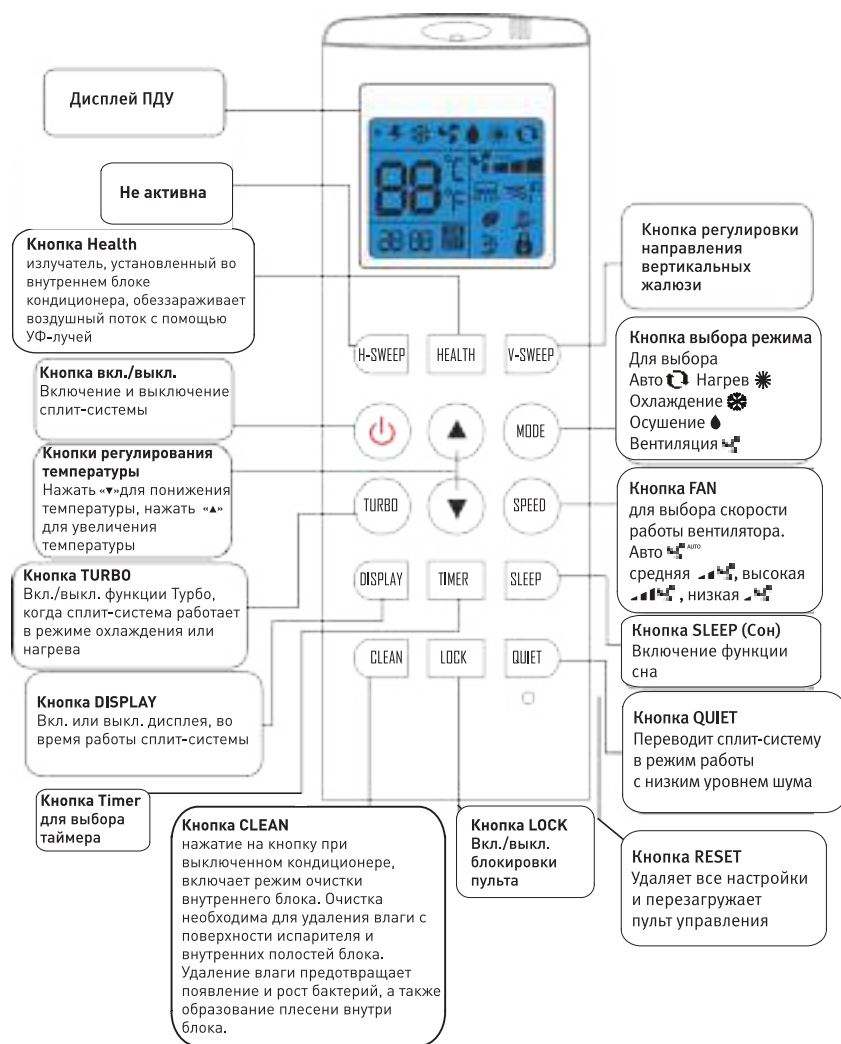 Дисплей ПДУ
Не активна
Кнопка Health
излучатель, установленный во
внутреннем блоке
кондиционера, обеззараживает
воздушный поток с помощью
УФ-лучей
Кнопка вкл./выкл.
Включение и выключение
сплит-системы
Кнопки регулирования
температуры
Нажать «▼»для понижения
температуры, нажать «▲»
для увеличения
температуры
Кнопка TURBO
Вкл./выкл. функции Турбо,
когда сплит-система работает
в режиме охлаждения или
нагрева
Кнопка DISPLAY
Вкл. или выкл. дисплея, во
время работы сплит-системы
Кнопка Timer
для выбора
таймера
Кнопка CLEAN
нажатие на кнопку при
выключенном кондиционере,
включает режим очистки
внутреннего блока. Очистка
необходима для удаления влаги с
поверхности испарителя и
внутренних полостей блока.
Удаление влаги предотвращает
появление и рост бактерий, а также
образование плесени внутри
блока.
88 °C
°F
88:88
H-SWEEP HEALTH V-SWEEP
MODE
TURBO SPEED
DISPLAY TIMER SLEEP
CLEAN LOCK QUIET
Кнопка LOCK
Вкл./выкл.
блокировки
пульта
Кнопка регулировки
направления
вертикальных
жалюзи
Кнопка выбора режима
Для выбора
Авто Нагрев
Охлаждение
Осушение
Вентиляция
Кнопка FAN
для выбора скорости
работы вентилятора.
Авто AUTO
средняя , высокая
, низкая
Кнопка SLEEP (Сон)
Включение функции
сна
Кнопка QUIET
Переводит сплит-систему
в режим работы
с низким уровнем шума
Кнопка RESET
Удаляет все настройки
и перезагружает
пульт управления